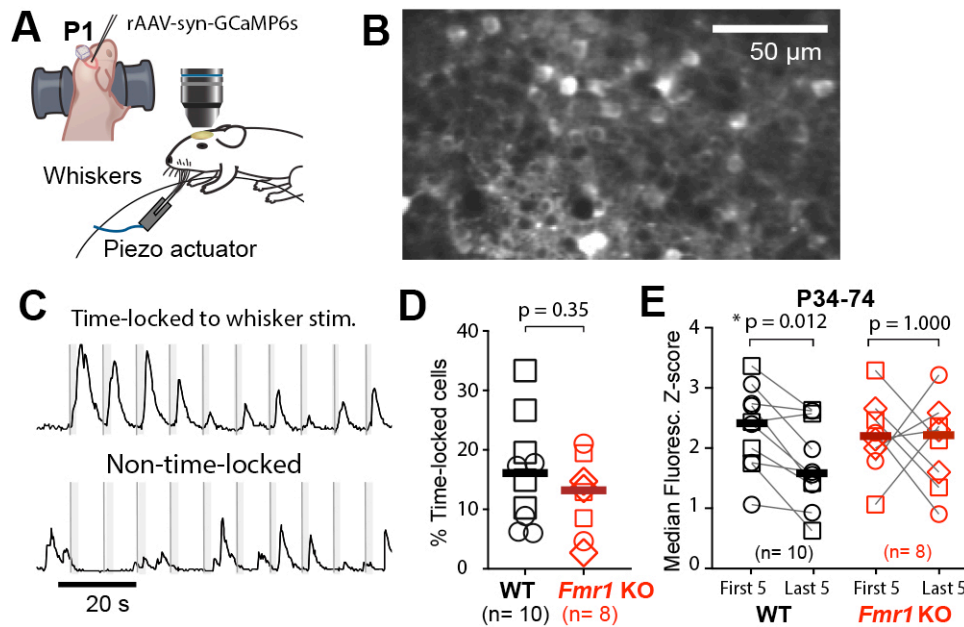 A
P1
rAAV-syn-GCaMP6s
Whiskers
Piezo actuator
B
50 µm
C
Time-locked to whisker stim.
Non-time-locked
20 s
D
p = 0.35
40
30
20
10
0
% Time-locked cells
WT
(n= 10)
Fmr1 KO
(n= 8)
E
P34-74
* p = 0.012
p = 1.000
4
3
2
1
0
Median Fluoresc. Z-score
(n= 10)
(n= 8)
First 5 Last 5 First 5 Last 5
WT
Fmr1 KO